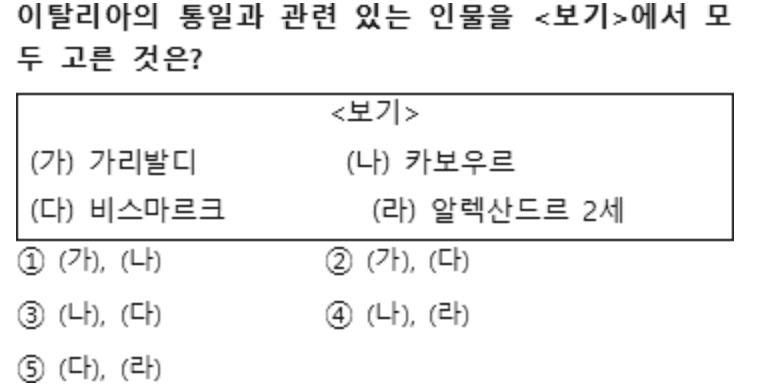 이탈리아의 통일과 관련 있는 인물을 <보기>에서 모
두 고른 것은?
<보기>
(가) 가리발디 (나) 카보우르
(다) 비스마르크 (라) 알렉산드르 2세
① (가), (나) ② (가), (다)
③ (나), (다) ④ (나), (라)
⑤ (다), (라)